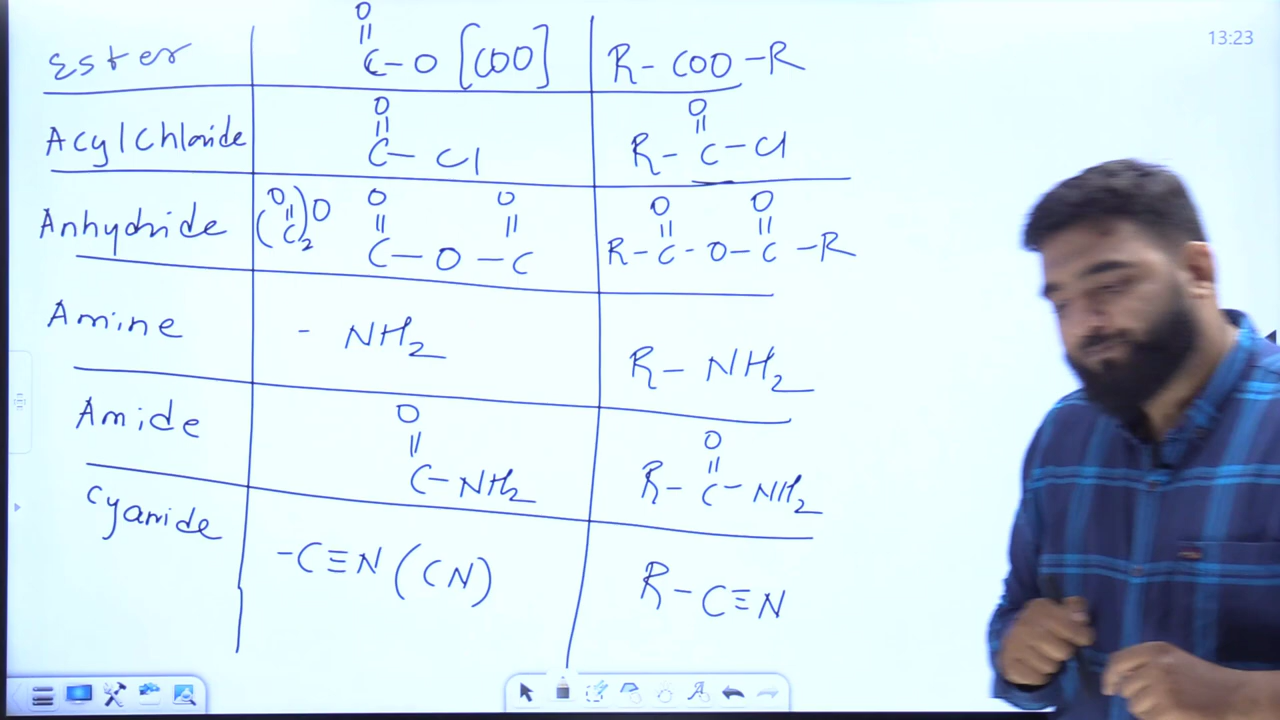 13:23
O
||
Ester C-O [COO] R-COO-R
O O
|| ||
AcylChloride C-Cl R-C-Cl
O O O O O
|| || || || ||
Anhydride (C)₂O C-O-C R-C-O-C-R
Amine -NH₂ R-NH₂
O O
|| ||
Amide C-NH₂ R-C-NH₂
Cyanide -C≡N (CN) R-C≡N